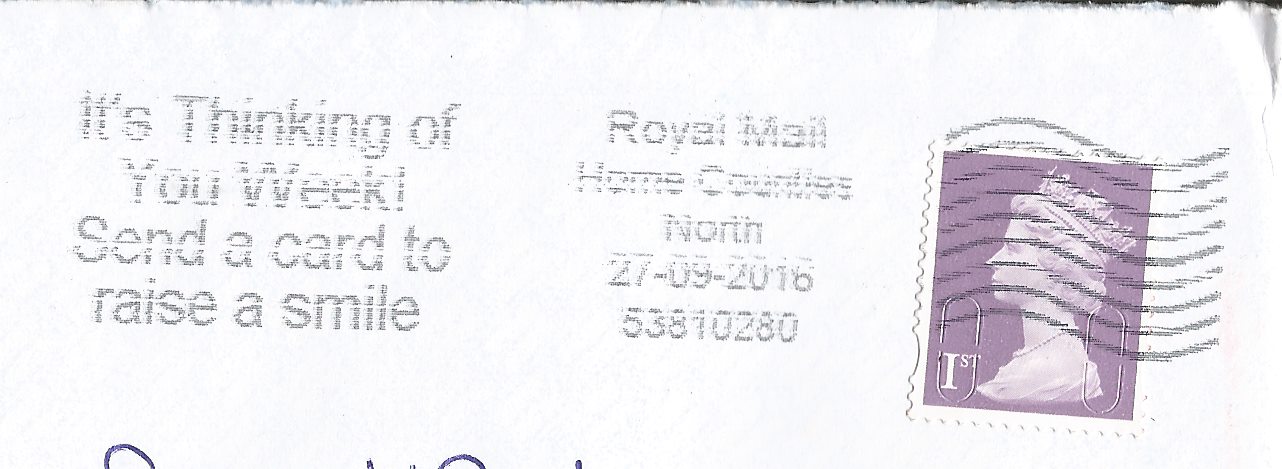 It's Thinking of
You Week!
Send a card to
raise a smile
Royal Mail
Home Counties
North
27-09-2016
53810280
1ST